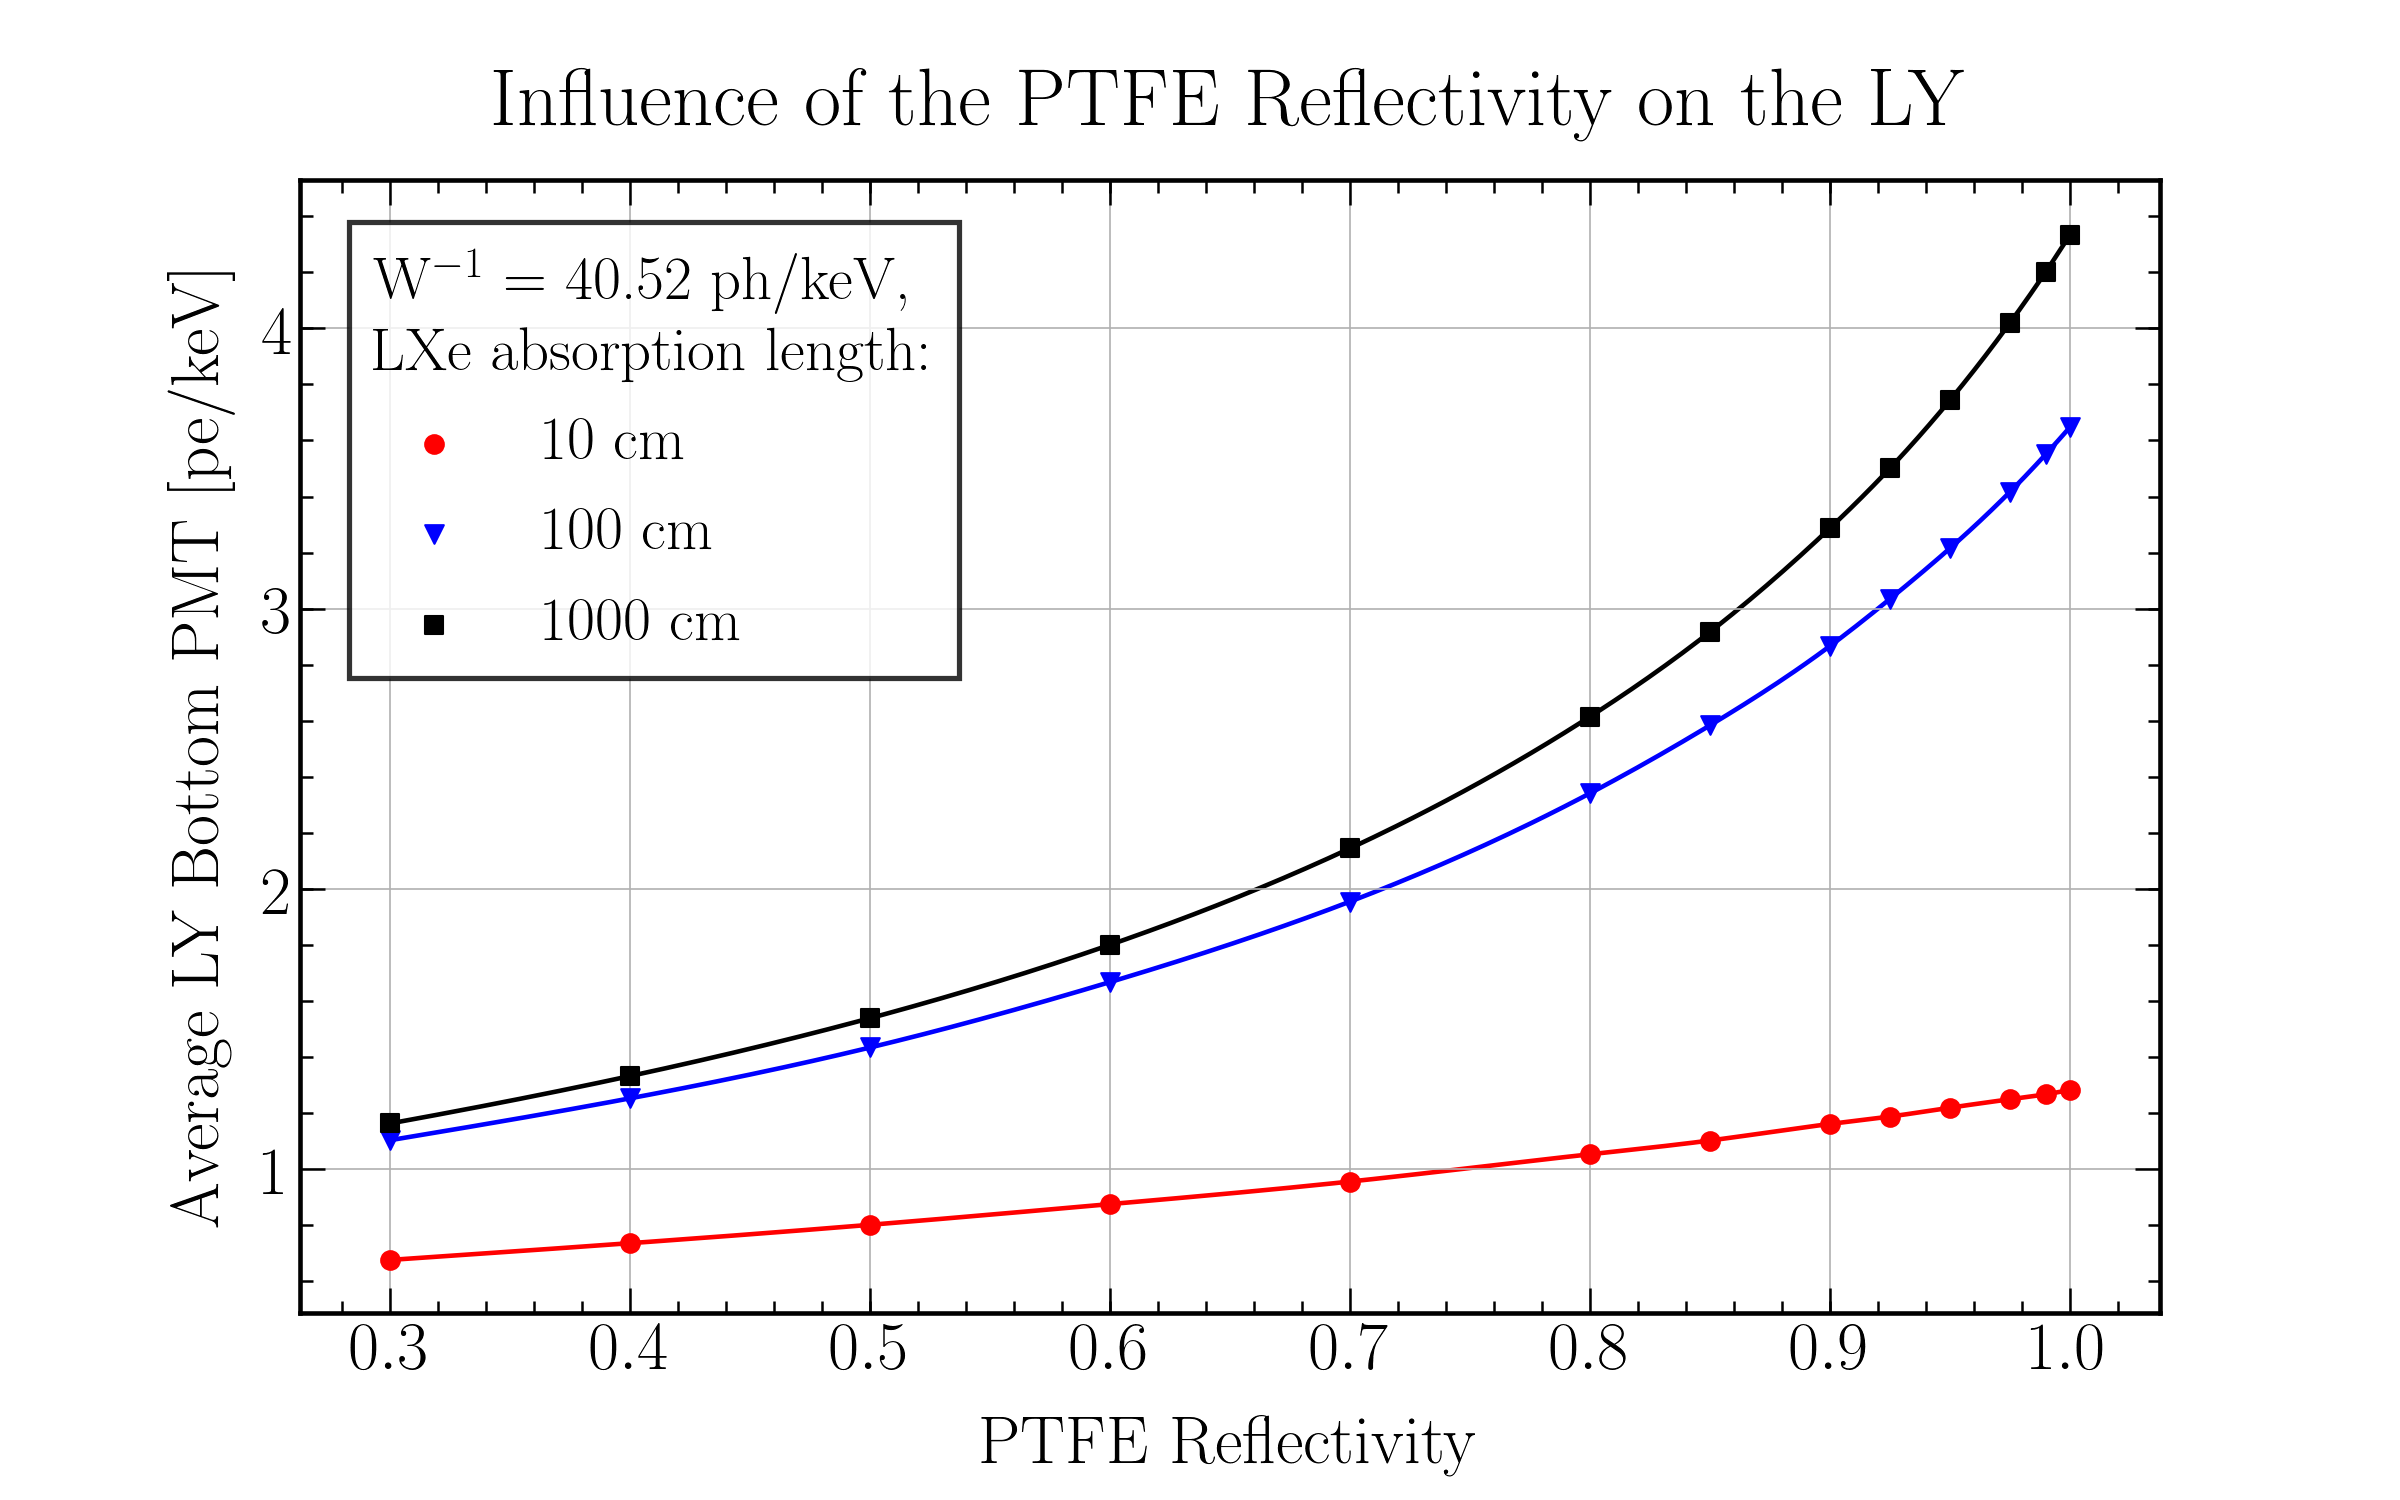 Influence of the PTFE Reflectivity on the LY
Average LY Bottom PMT [pe/keV]
W⁻¹ = 40.52 ph/keV,
LXe absorption length:
10 cm
100 cm
1000 cm
4
3
2
1
0.3 0.4 0.5 0.6 0.7 0.8 0.9 1.0
PTFE Reflectivity